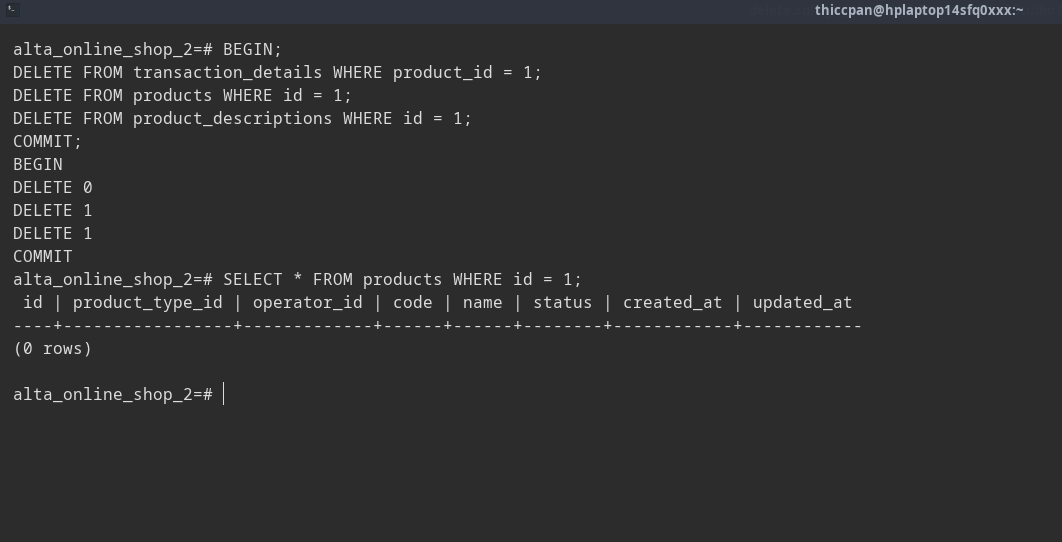 thiccpan@hplaptop14sfq0xxx:~
alta_online_shop_2=# BEGIN;
DELETE FROM transaction_details WHERE product_id = 1;
DELETE FROM products WHERE id = 1;
DELETE FROM product_descriptions WHERE id = 1;
COMMIT;
BEGIN
DELETE 0
DELETE 1
DELETE 1
COMMIT
alta_online_shop_2=# SELECT * FROM products WHERE id = 1;
 id | product_type_id | operator_id | code | name | status | created_at | updated_at
----+-----------------+-------------+------+------+--------+------------+------------
(0 rows)
alta_online_shop_2=#